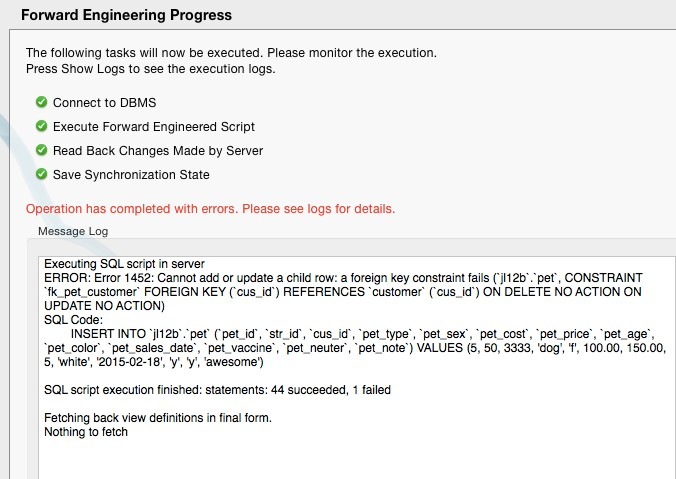 Forward Engineering Progress
The following tasks will now be executed. Please monitor the execution.
Press Show Logs to see the execution logs.
Connect to DBMS
Execute Forward Engineered Script
Read Back Changes Made by Server
Save Synchronization State
Operation has completed with errors. Please see logs for details.
Message Log
Executing SQL script in server
ERROR: Error 1452: Cannot add or update a child row: a foreign key constraint fails (`jl12b`.`pet`, CONSTRAINT
`fk_pet_customer` FOREIGN KEY (`cus_id`) REFERENCES `customer` (`cus_id`) ON DELETE NO ACTION ON
UPDATE NO ACTION)
SQL Code:
INSERT INTO `jl12b`.`pet` (`pet_id`, `str_id`, `cus_id`, `pet_type`, `pet_sex`, `pet_cost`, `pet_price`, `pet_age`,
`pet_color`, `pet_sales_date`, `pet_vaccine`, `pet_neuter`, `pet_note`) VALUES (5, 50, 3333, 'dog', 'f', 100.00, 150.00,
5, 'white', '2015-02-18', 'y', 'y', 'awesome')
SQL script execution finished: statements: 44 succeeded, 1 failed
Fetching back view definitions in final form.
Nothing to fetch